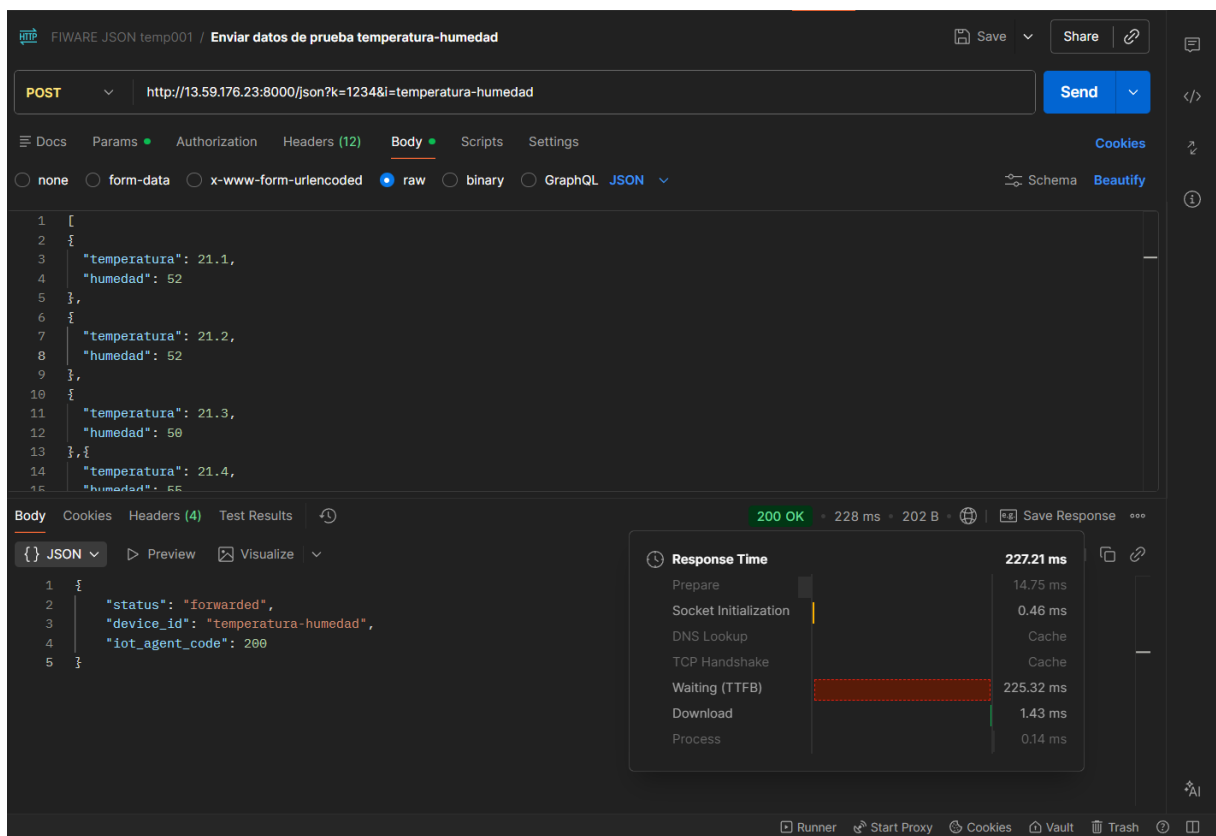 HTTP FIWARE JSON temp001 / Enviar datos de prueba temperatura-humedad Save Share
POST http://13.59.176.23:8000/json?k=1234&i=temperatura-humedad Send
Docs Params Authorization Headers (12) Body Scripts Settings Cookies
none form-data x-www-form-urlencoded raw binary GraphQL JSON Schema Beautify
1 [
2 {
3 "temperatura": 21.1,
4 "humedad": 52
5 },
6 {
7 "temperatura": 21.2,
8 "humedad": 52
9 },
10 {
11 "temperatura": 21.3,
12 "humedad": 50
13 },{
14 "temperatura": 21.4,
15 "humedad": 55
Body Cookies Headers (4) Test Results 200 OK 228 ms 202 B e.g. Save Response
{} JSON Preview Visualize
1 {
2 "status": "forwarded",
3 "device_id": "temperatura-humedad",
4 "iot_agent_code": 200
5 }
Response Time 227.21 ms
Prepare 14.75 ms
Socket Initialization 0.46 ms
DNS Lookup Cache
TCP Handshake Cache
Waiting (TTFB) 225.32 ms
Download 1.43 ms
Process 0.14 ms
AI
Runner Start Proxy Cookies Vault Trash